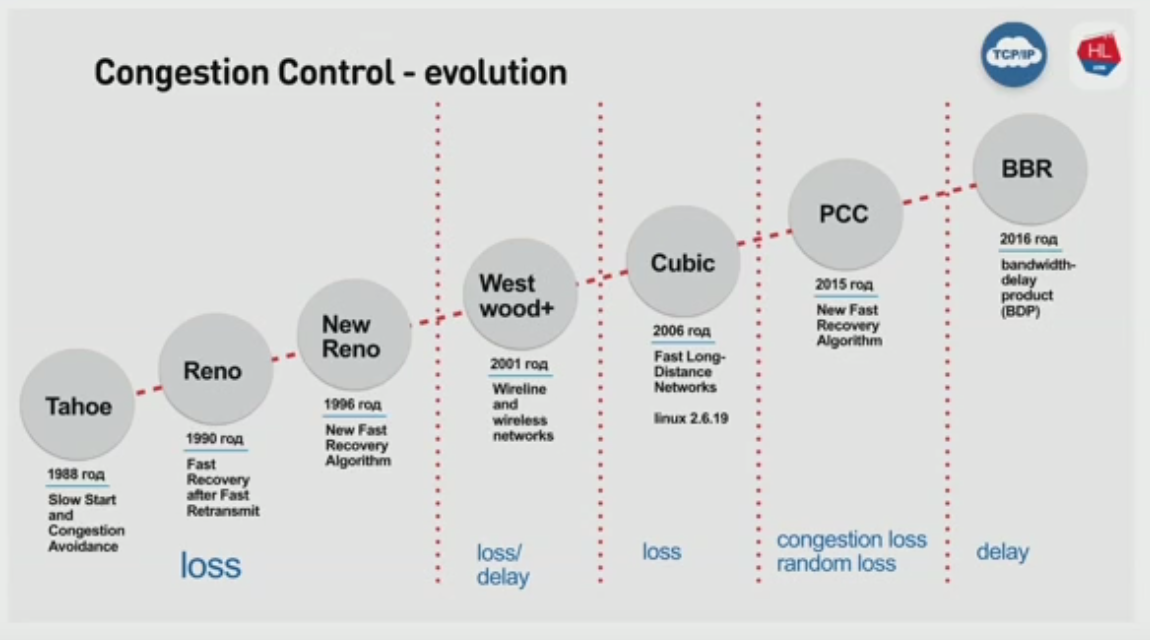 Congestion Control - evolution
TCP/IP
HL
Tahoe
1988 год
Slow Start
and
Congestion
Avoidance
Reno
1990 год
Fast
Recovery
after Fast
Retransmit
New
Reno
1996 год
New Fast
Recovery
Algorithm
loss
West
wood+
2001 год
Wireline
and
wireless
networks
loss/
delay
Cubic
2006 год
Fast Long-
Distance
Networks
linux 2.6.19
loss
PCC
2015 год
New Fast
Recovery
Algorithm
congestion loss
random loss
BBR
2016 год
bandwidth-
delay
product
(BDP)
delay